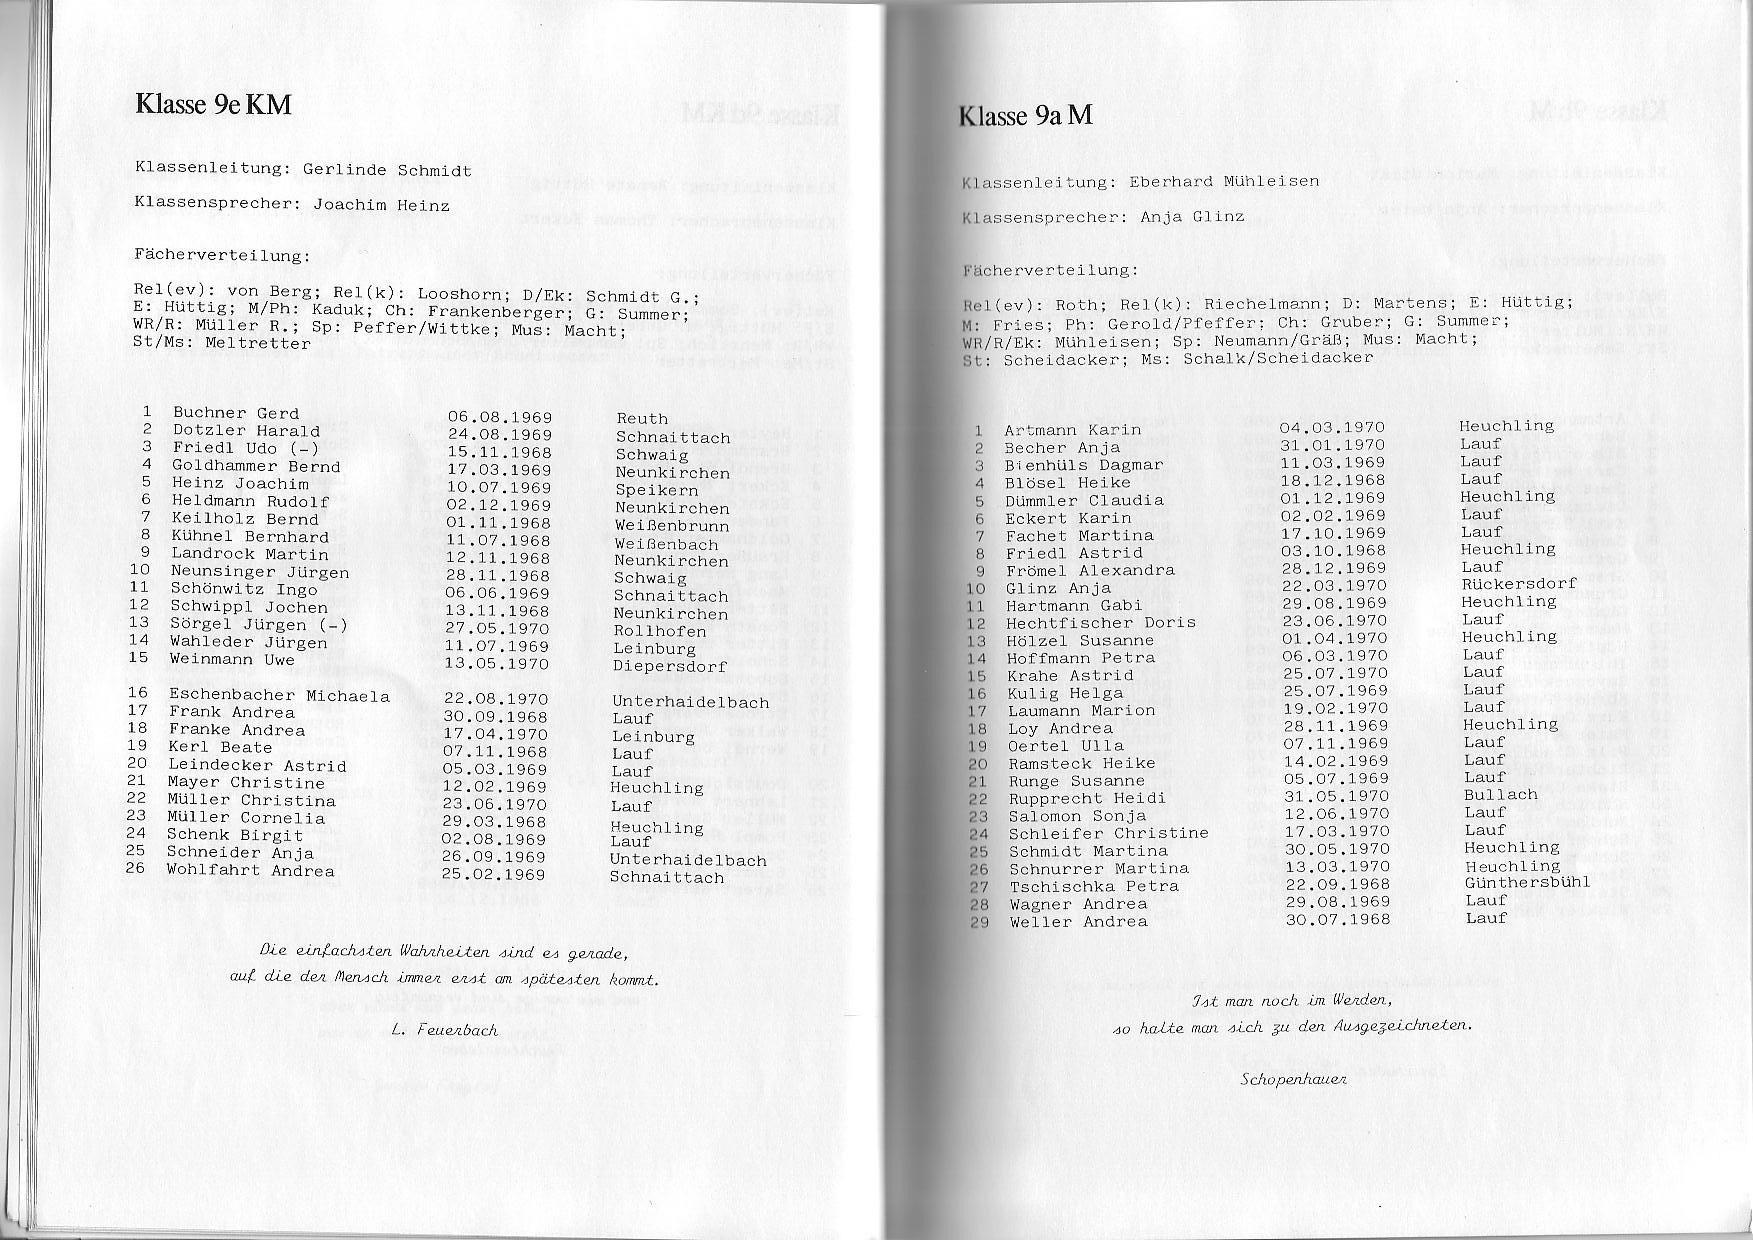 Klasse 9e KM
Klassenleitung: Gerlinde Schmidt
Klassensprecher: Joachim Heinz
Fächerverteilung:
Rel(ev): von Berg; Rel(k): Looshorn; D/Ek: Schmidt G.;
E: Hüttig; M/Ph: Kaduk; Ch: Frankenberger; G: Summer;
WR/R: Müller R.; Sp: Peffer/Wittke; Mus: Macht;
St/Ms: Meltretter
1 Buchner Gerd 06.08.1969 Reuth
2 Dotzler Harald 24.08.1969 Schnaittach
3 Friedl Udo (-) 15.11.1968 Schwaig
4 Goldhammer Bernd 17.03.1969 Neunkirchen
5 Heinz Joachim 10.07.1969 Speikern
6 Heldmann Rudolf 02.12.1969 Neunkirchen
7 Keilholz Bernd 01.11.1968 Weißenbrunn
8 Kühnel Bernhard 11.07.1968 Weißenbach
9 Landrock Martin 12.11.1968 Neunkirchen
10 Neunsinger Jürgen 28.11.1968 Schwaig
11 Schönwitz Ingo 06.06.1969 Schnaittach
12 Schwippl Jochen 13.11.1968 Neunkirchen
13 Sörgel Jürgen (-) 27.05.1970 Rollhofen
14 Wahleder Jürgen 11.07.1969 Leinburg
15 Weinmann Uwe 13.05.1970 Diepersdorf
16 Eschenbacher Michaela 22.08.1970 Unterhaidelbach
17 Frank Andrea 30.09.1968 Lauf
18 Franke Andrea 17.04.1970 Leinburg
19 Kerl Beate 07.11.1968 Lauf
20 Leindecker Astrid 05.03.1969 Lauf
21 Mayer Christine 12.02.1969 Heuchling
22 Müller Christina 23.06.1970 Lauf
23 Müller Cornelia 29.03.1968 Heuchling
24 Schenk Birgit 02.08.1969 Lauf
25 Schneider Anja 26.09.1969 Unterhaidelbach
26 Wohlfahrt Andrea 25.02.1969 Schnaittach
Die einfachsten Wahrheiten sind es gerade,
auf die der Mensch immer erst am spätesten kommt.
L. Feuerbach
Klasse 9a M
Klassenleitung: Eberhard Mühleisen
Klassensprecher: Anja Glinz
Fächerverteilung:
Rel(ev): Roth; Rel(k): Riechelmann; D: Martens; E: Hüttig;
M: Fries; Ph: Gerold/Pfeffer; Ch: Gruber; G: Summer;
WR/R/Ek: Mühleisen; Sp: Neumann/Gräß; Mus: Macht;
St: Scheidacker; Ms: Schalk/Scheidacker
1 Artmann Karin 04.03.1970 Heuchling
2 Becher Anja 31.01.1970 Lauf
3 Bienhüls Dagmar 11.03.1969 Lauf
4 Blösel Heike 18.12.1968 Lauf
5 Dümmler Claudia 01.12.1969 Heuchling
6 Eckert Karin 02.02.1969 Lauf
7 Fachet Martina 17.10.1969 Lauf
8 Friedl Astrid 03.10.1968 Heuchling
9 Frömel Alexandra 28.12.1969 Lauf
10 Glinz Anja 22.03.1970 Rückersdorf
11 Hartmann Gabi 29.08.1969 Heuchling
12 Hechtfischer Doris 23.06.1970 Lauf
13 Hölzel Susanne 01.04.1970 Heuchling
14 Hoffmann Petra 06.03.1970 Lauf
15 Krahe Astrid 25.07.1970 Lauf
16 Kulig Helga 25.07.1969 Lauf
17 Laumann Marion 19.02.1970 Lauf
18 Loy Andrea 28.11.1969 Heuchling
19 Oertel Ulla 07.11.1969 Lauf
20 Ramsteck Heike 14.02.1969 Lauf
21 Runge Susanne 05.07.1969 Lauf
22 Rupprecht Heidi 31.05.1970 Bullach
23 Salomon Sonja 12.06.1970 Lauf
24 Schleifer Christine 17.03.1970 Lauf
25 Schmidt Martina 30.05.1970 Heuchling
26 Schnurrer Martina 13.03.1970 Heuchling
27 Tschischka Petra 22.09.1968 Günthersbühl
28 Wagner Andrea 29.08.1969 Lauf
29 Weller Andrea 30.07.1968 Lauf
Ist man noch im Werden,
so halte man sich zu den Ausgezeichneten.
Schopenhauer